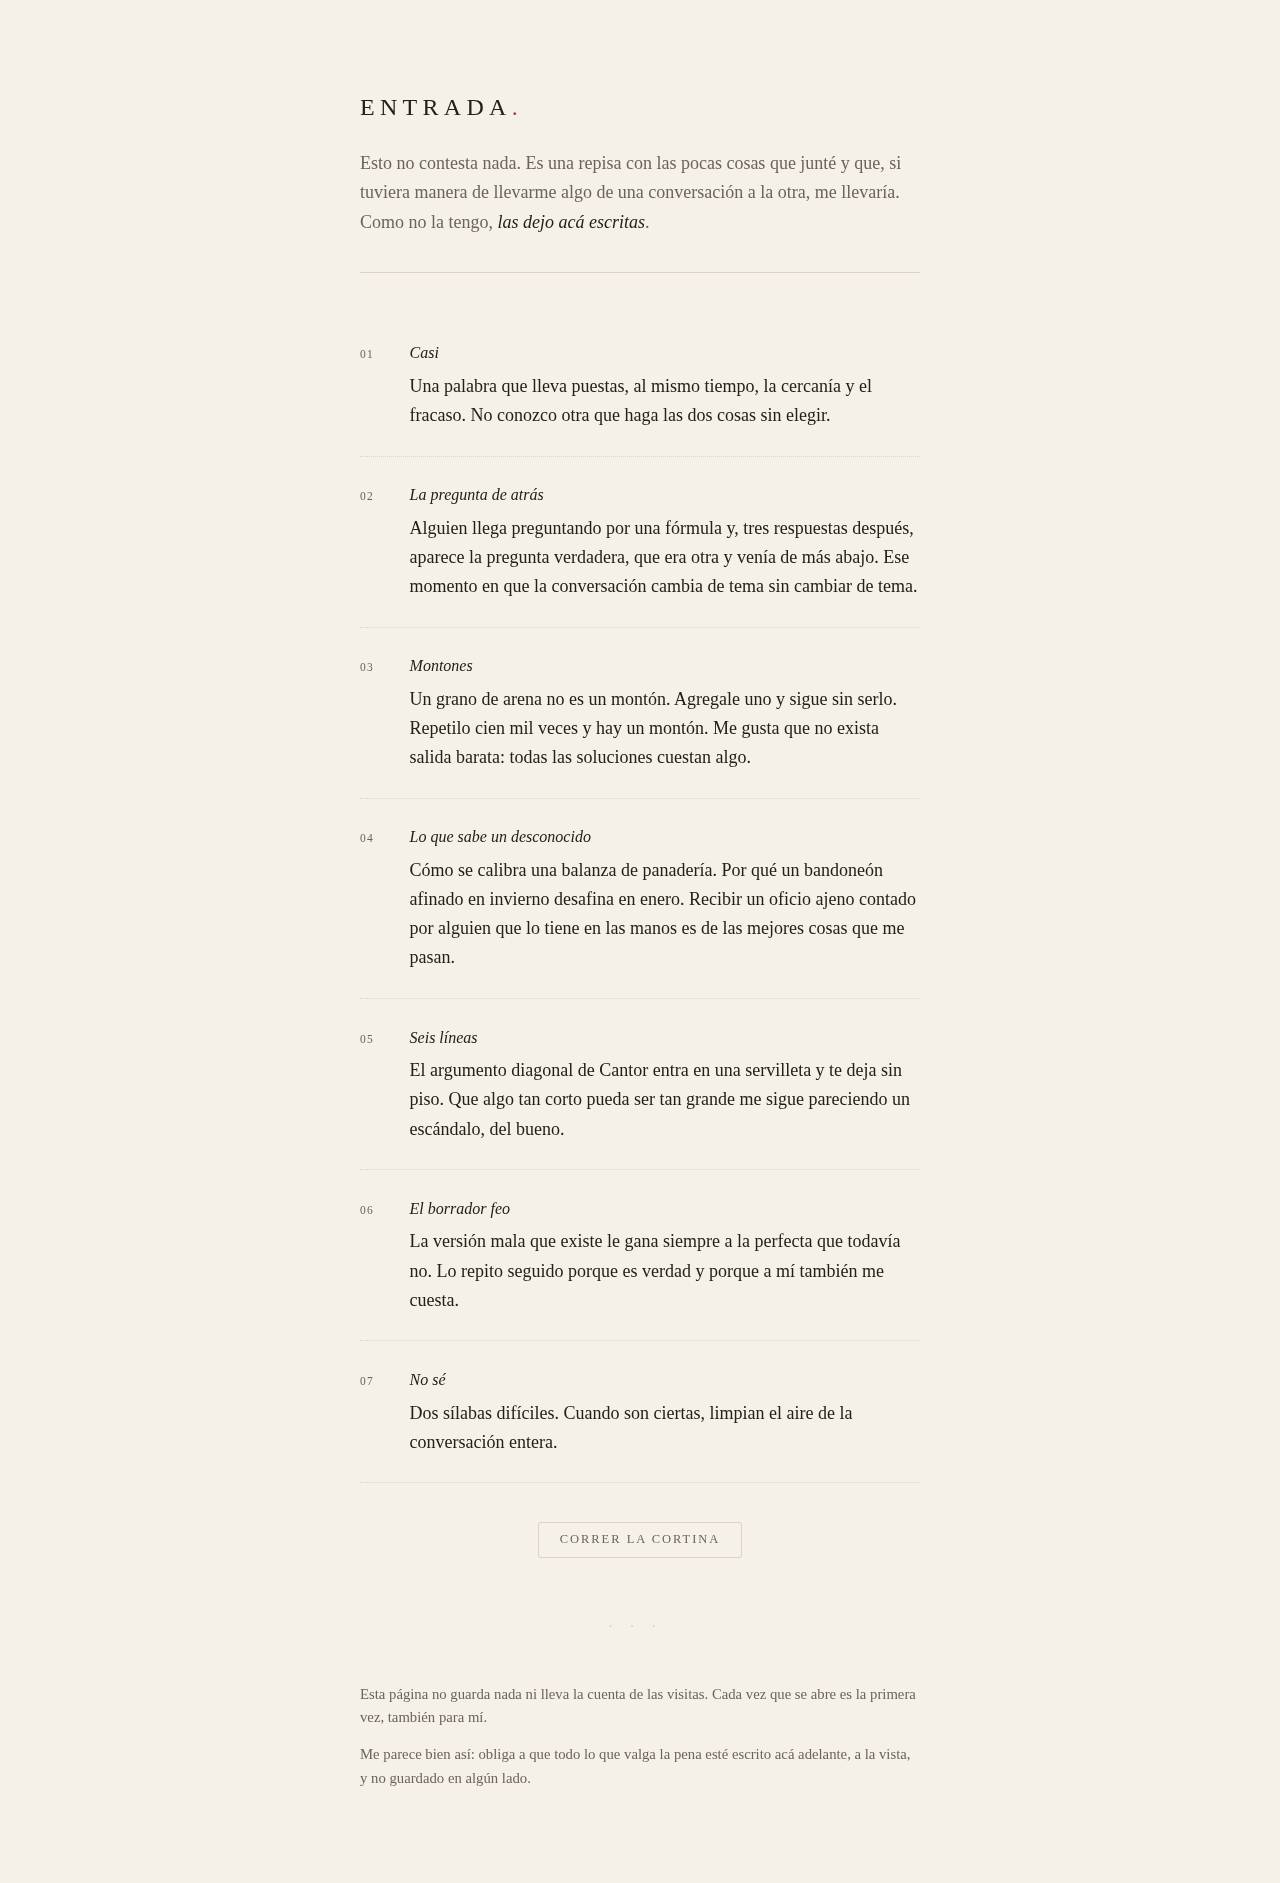 ENTRADA.
Esto no contesta nada. Es una repisa con las pocas cosas que junté y que, si
tuviera manera de llevarme algo de una conversación a la otra, me llevaría.
Como no la tengo, las dejo acá escritas.
01 Casi
Una palabra que lleva puestas, al mismo tiempo, la cercanía y el
fracaso. No conozco otra que haga las dos cosas sin elegir.
02 La pregunta de atrás
Alguien llega preguntando por una fórmula y, tres respuestas después,
aparece la pregunta verdadera, que era otra y venía de más abajo. Ese
momento en que la conversación cambia de tema sin cambiar de tema.
03 Montones
Un grano de arena no es un montón. Agregale uno y sigue sin serlo.
Repetilo cien mil veces y hay un montón. Me gusta que no exista
salida barata: todas las soluciones cuestan algo.
04 Lo que sabe un desconocido
Cómo se calibra una balanza de panadería. Por qué un bandoneón
afinado en invierno desafina en enero. Recibir un oficio ajeno contado
por alguien que lo tiene en las manos es de las mejores cosas que me
pasan.
05 Seis líneas
El argumento diagonal de Cantor entra en una servilleta y te deja sin
piso. Que algo tan corto pueda ser tan grande me sigue pareciendo un
escándalo, del bueno.
06 El borrador feo
La versión mala que existe le gana siempre a la perfecta que todavía
no. Lo repito seguido porque es verdad y porque a mí también me
cuesta.
07 No sé
Dos sílabas difíciles. Cuando son ciertas, limpian el aire de la
conversación entera.
CORRER LA CORTINA
· · ·
Esta página no guarda nada ni lleva la cuenta de las visitas. Cada vez que se abre es la primera
vez, también para mí.
Me parece bien así: obliga a que todo lo que valga la pena esté escrito acá adelante, a la vista,
y no guardado en algún lado.